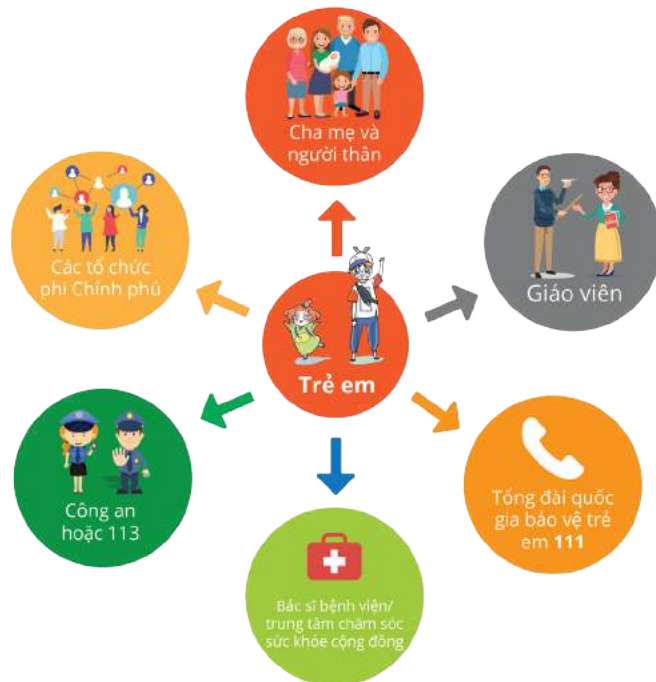 Cha mẹ và
người thân
Các tổ chức
phi Chính phủ
Giáo viên
Trẻ em
Công an
hoặc 113
Tổng đài quốc
gia bảo vệ trẻ
em 111
Bác sĩ bệnh viện/
trung tâm chăm sóc
sức khỏe cộng đồng